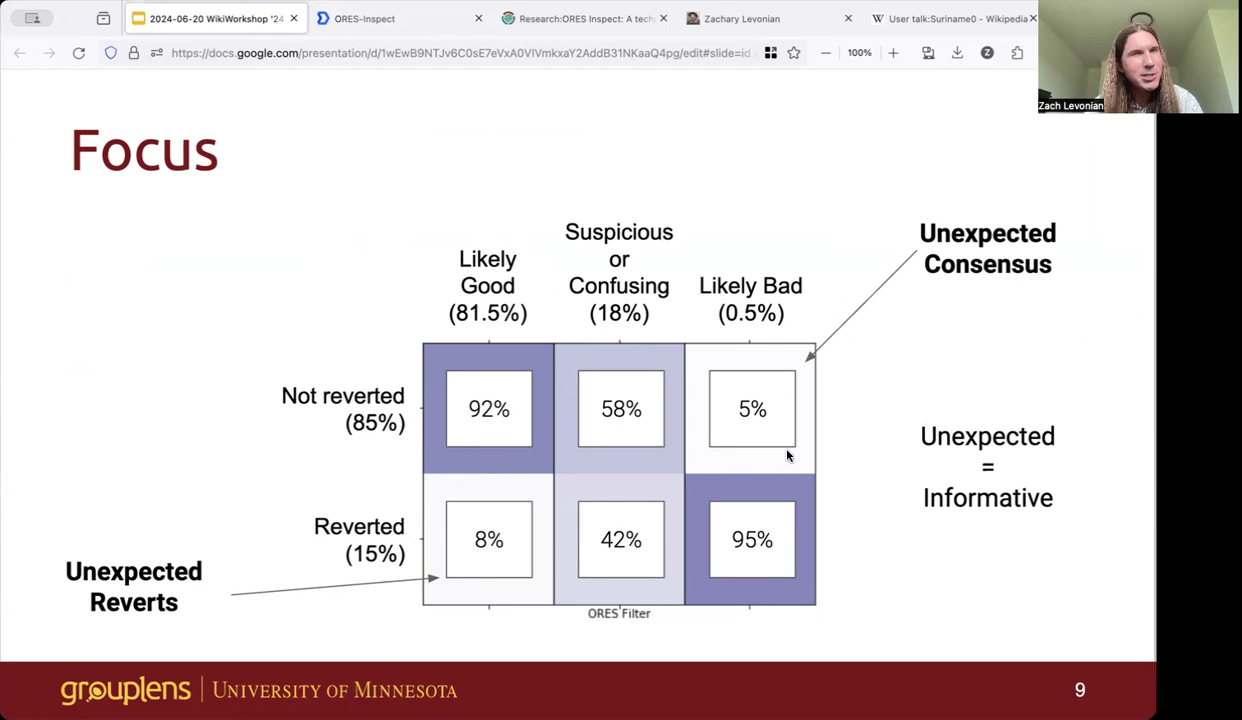 2024-06-20 WikiWorkshop '24
ORES-Inspect
Research:ORES Inspect: A tech
Zachary Levonian
User talk:Suriname0 - Wikipedia
https://docs.google.com/presentation/d/1wEwB9NTJv6C0sE7eVxA0VlVmkxaY2AddB31NKaaQ4pg/edit#slide=id.
100%
Z
Zach Levonian
Focus
Likely
Good
(81.5%)
Suspicious
or
Confusing
(18%)
Likely Bad
(0.5%)
Unexpected
Consensus
Not reverted
(85%)
92%
58%
5%
Unexpected
=
Informative
Reverted
(15%)
8%
42%
95%
Unexpected
Reverts
ORES Filter
grouplens
UNIVERSITY OF MINNESOTA
9